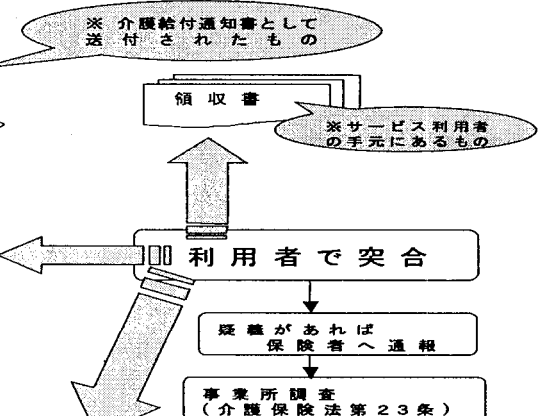 ※ 介護給付通知書として
送付されたもの
領収書
※サービス利用者
の手元にあるもの
利用者で突合
疑義があれば
保険者へ通報
事業所調査
(介護保険法第23条)